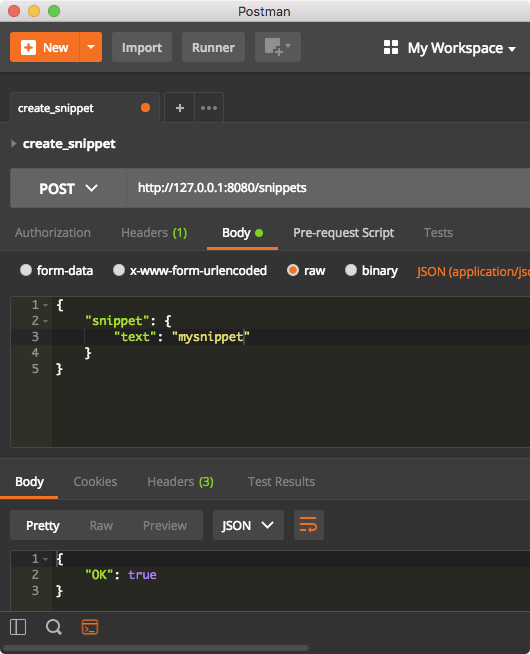 Postman
New Import Runner My Workspace
create_snippet + •••
create_snippet
POST http://127.0.0.1:8080/snippets
Authorization Headers (1) Body Pre-request Script Tests
form-data x-www-form-urlencoded raw binary JSON (application/jso
1 {
2 "snippet": {
3 "text": "mysnippet"
4 }
5 }
Body Cookies Headers (3) Test Results
Pretty Raw Preview JSON
1 {
2 "OK": true
3 }